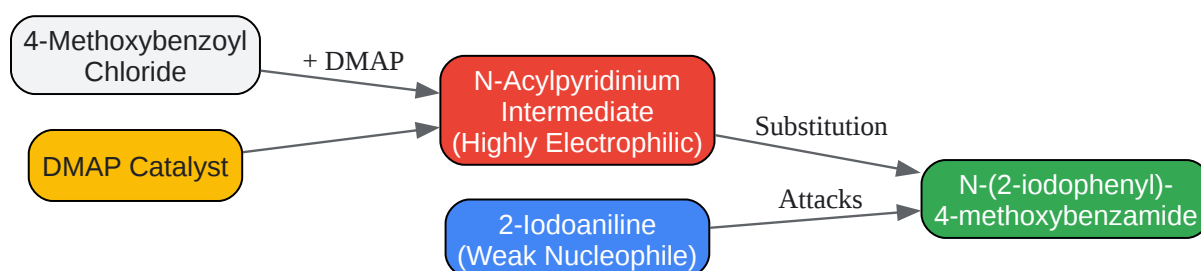 4-Methoxybenzoyl
Chloride
+ DMAP
DMAP Catalyst
N-Acylpyridinium
Intermediate
(Highly Electrophilic)
Substitution
2-Iodoaniline
(Weak Nucleophile)
Attacks
N-(2-iodophenyl)-
4-methoxybenzamide